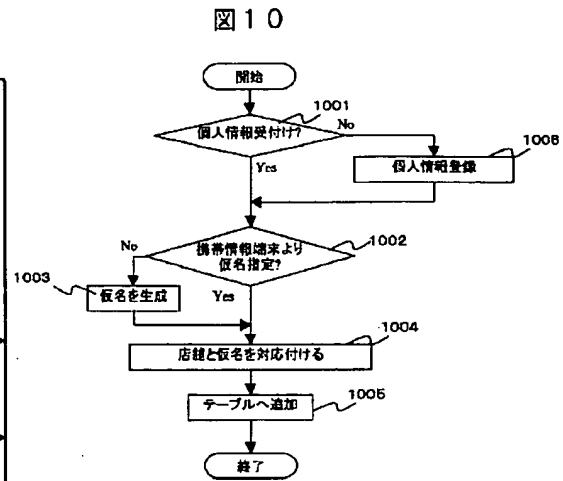 図10
開始
1001
個人情報受付け?
No
1006
個人情報登録
Yes
1002
携帯情報端末より
仮名指定?
No
1003
仮名を生成
Yes
1004
店舗と仮名を対応付ける
1005
テーブルへ追加
終了